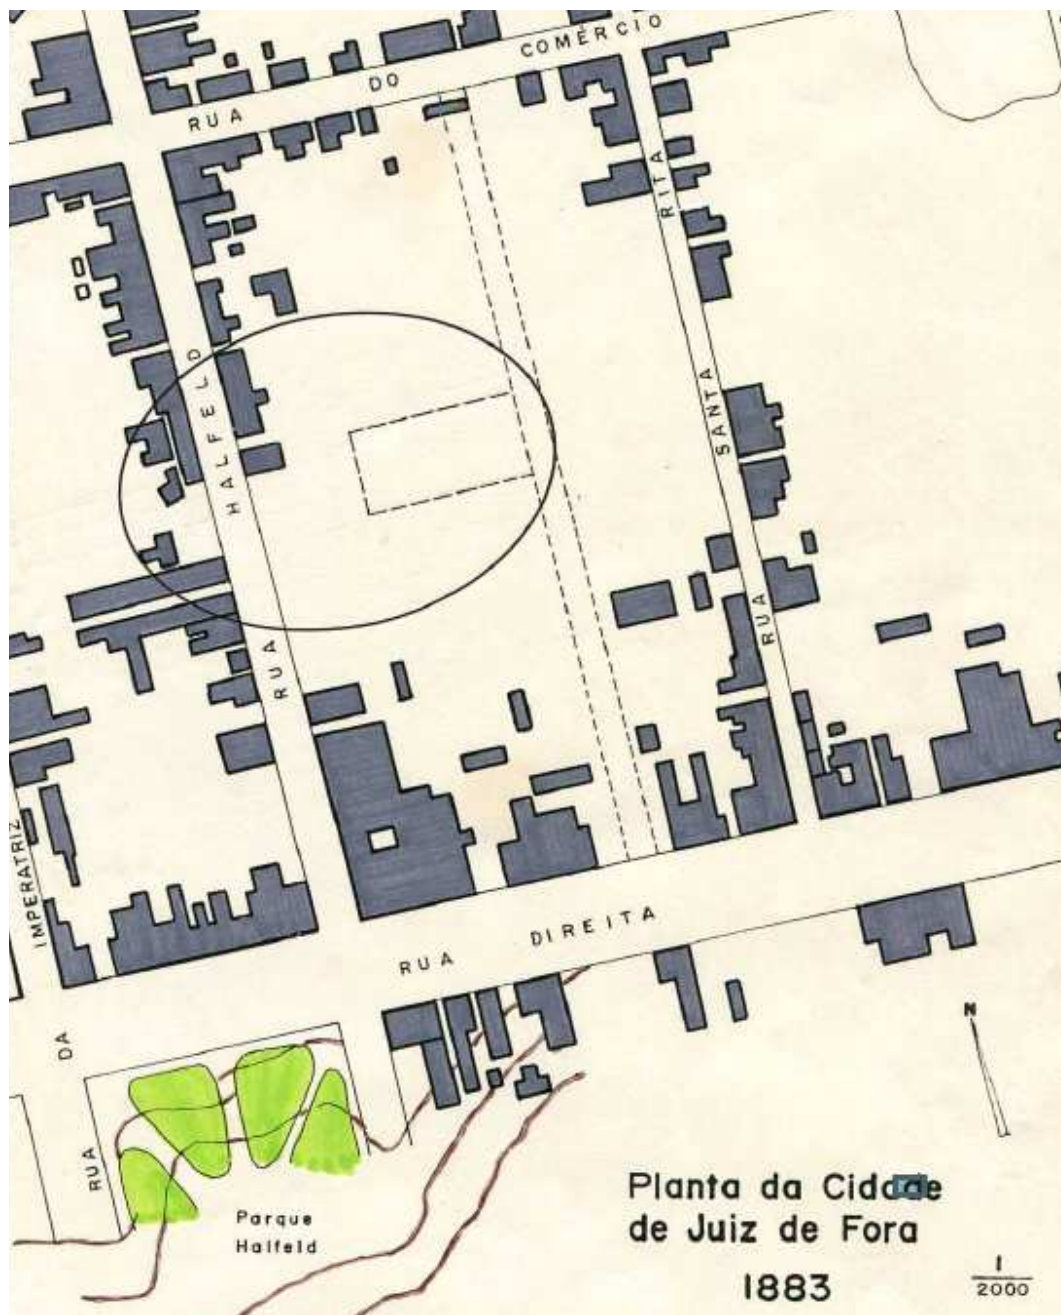 RUA DO COMÉRCIO
RUA HALFELD
RUA SANTA RITA
RUA DA IMPERATRIZ
RUA DIREITA
N
Parque
Halfeld
Planta da Cidade
de Juiz de Fora
1883
1
2000